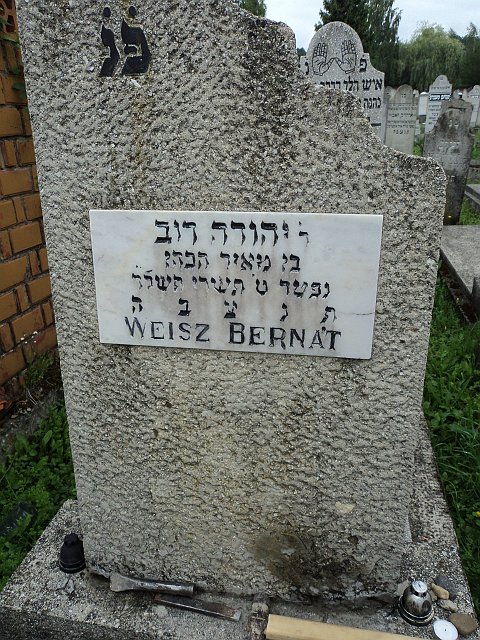 פנ
ר יהודה דוב
בן מאיר הכהן
נפטר ט תשרי תשל״ד
ת נ צ ב ה
WEISZ BERNÁT